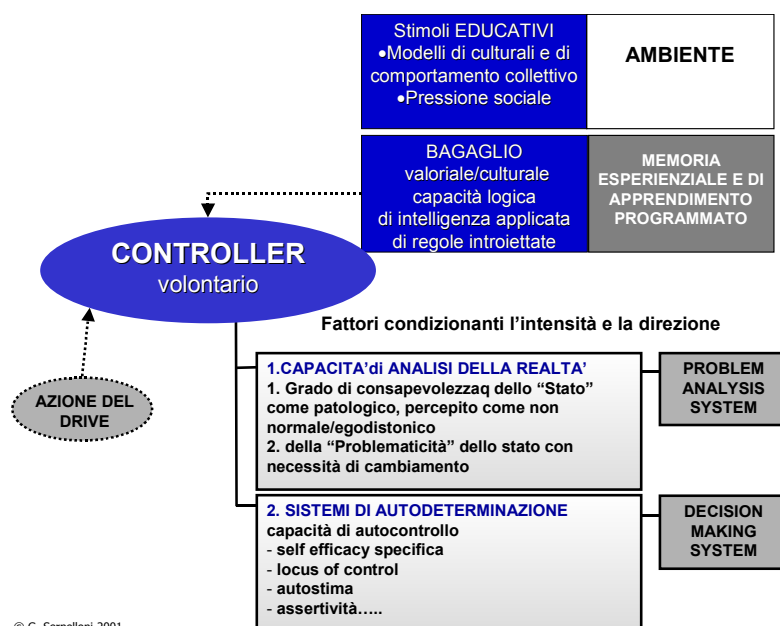 Stimoli EDUCATIVI
•Modelli di culturali e di
comportamento collettivo
•Pressione sociale
AMBIENTE
BAGAGLIO
valoriale/culturale
capacità logica
di intelligenza applicata
di regole introiettate
MEMORIA
ESPERIENZIALE E DI
APPRENDIMENTO
PROGRAMMATO
CONTROLLER
volontario
Fattori condizionanti l'intensità e la direzione
AZIONE DEL
DRIVE
1.CAPACITA'di ANALISI DELLA REALTA'
1. Grado di consapevolezzaq dello "Stato"
come patologico, percepito come non
normale/egodistonico
2. della "Problematicità" dello stato con
necessità di cambiamento
PROBLEM
ANALYSIS
SYSTEM
2. SISTEMI DI AUTODETERMINAZIONE
capacità di autocontrollo
- self efficacy specifica
- locus of control
- autostima
- assertività.....
DECISION
MAKING
SYSTEM
© G. Serpelloni 2001